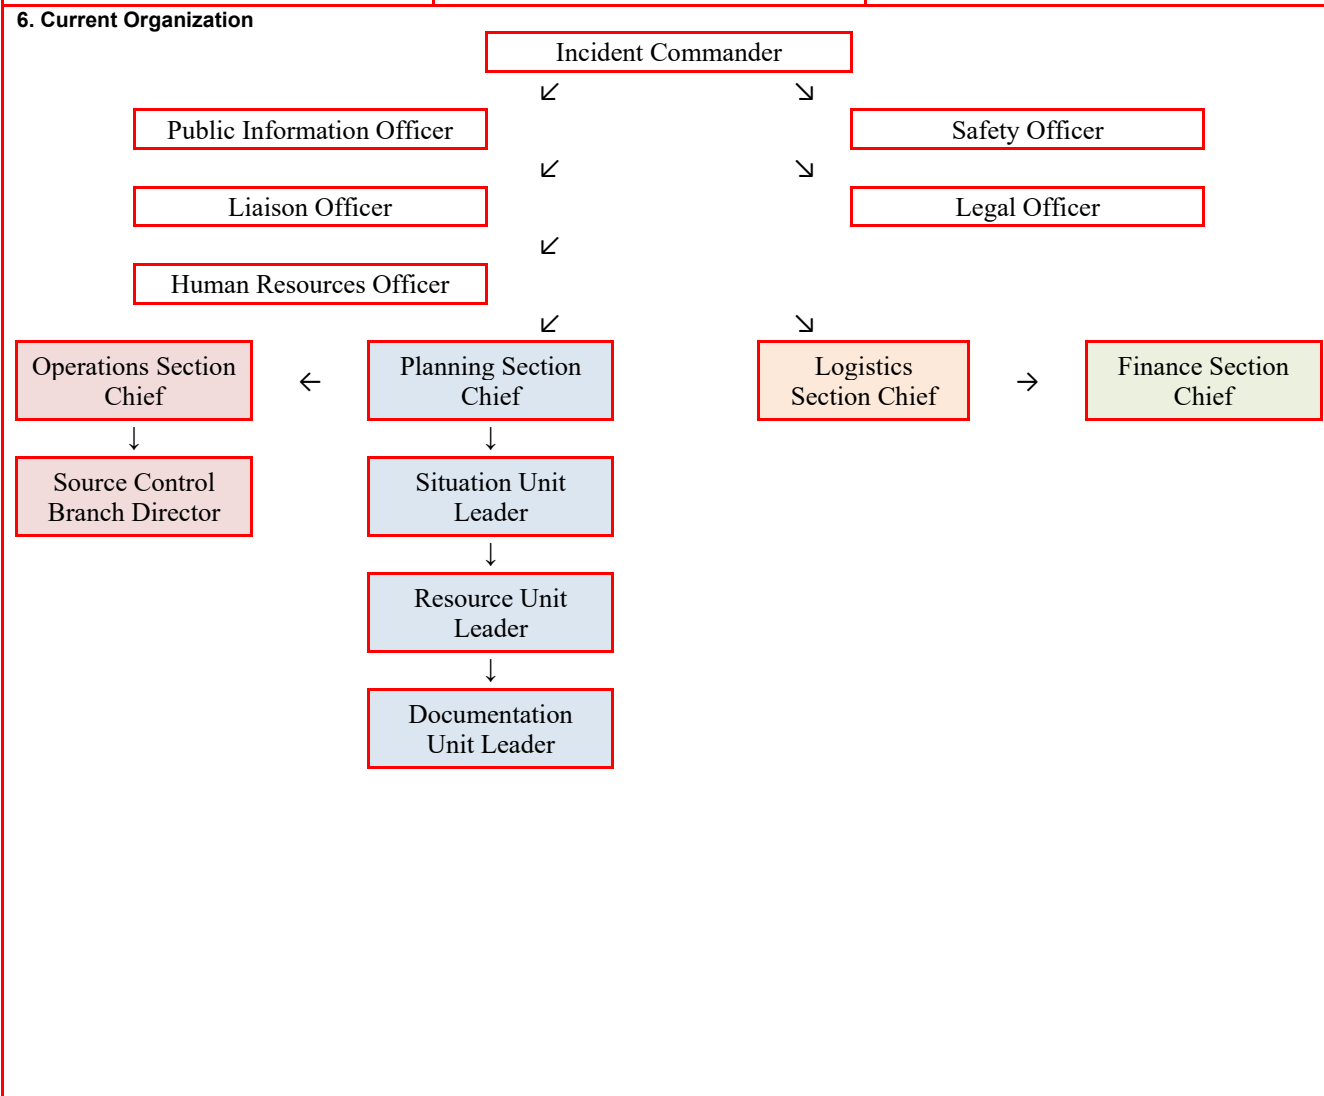 6. Current Organization
Incident Commander
↙ ↘
Public Information Officer
Safety Officer
↙ ↘
Liaison Officer
Legal Officer
↙
Human Resources Officer
↙ ↘
Operations Section
Chief
←
Planning Section
Chief
Logistics
Section Chief
→
Finance Section
Chief
↓ ↓
Source Control
Branch Director
Situation Unit
Leader
↓
Resource Unit
Leader
↓
Documentation
Unit Leader